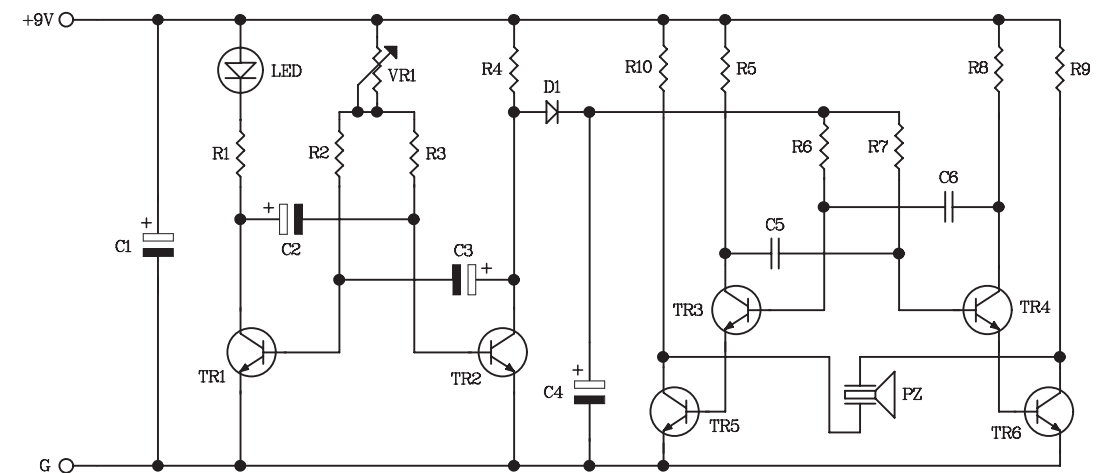 +9V
LED
VR1
R4
D1
R10
R5
R8
R9
R1
R2
R3
R6
R7
C6
+
C1
+
C2
C3
+
C5
TR3
TR4
TR1
TR2
+
C4
PZ
TR5
TR6
G